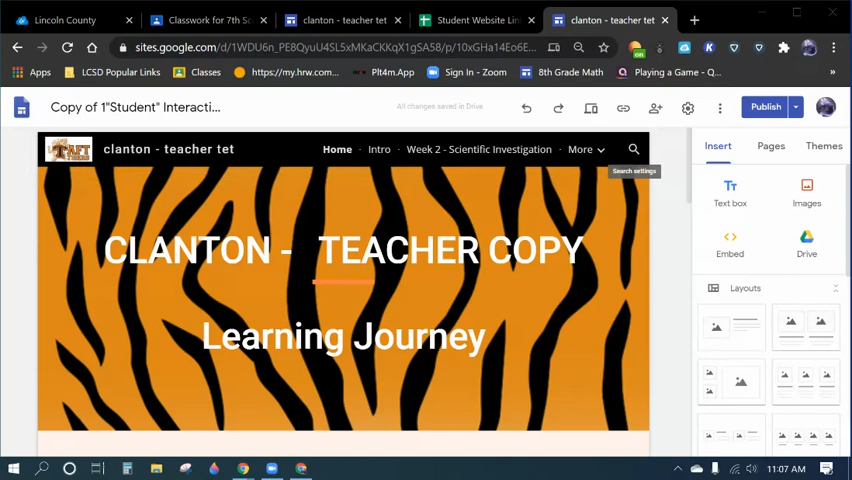 Lincoln County
Classwork for 7th Sc
clanton - teacher tet
Student Website Lin
clanton - teacher tet
sites.google.com/d/1WDU6n_PE8QyuU4SL5xMKaCKKqX1gSA58/p/10xGHa14Eo6E...
Apps
LCSD Popular Links
Classes
https://my.hrw.com...
Plt4m.App
Sign In - Zoom
8th Grade Math
Playing a Game - Q...
»
Copy of 1"Student" Interacti...
All changes saved in Drive
Publish
TAFT
clanton - teacher tet
Home · Intro · Week 2 - Scientific Investigation · More
Search settings
CLANTON - TEACHER COPY
Learning Journey
Insert
Pages
Themes
Text box
Images
Embed
Drive
Layouts
11:07 AM